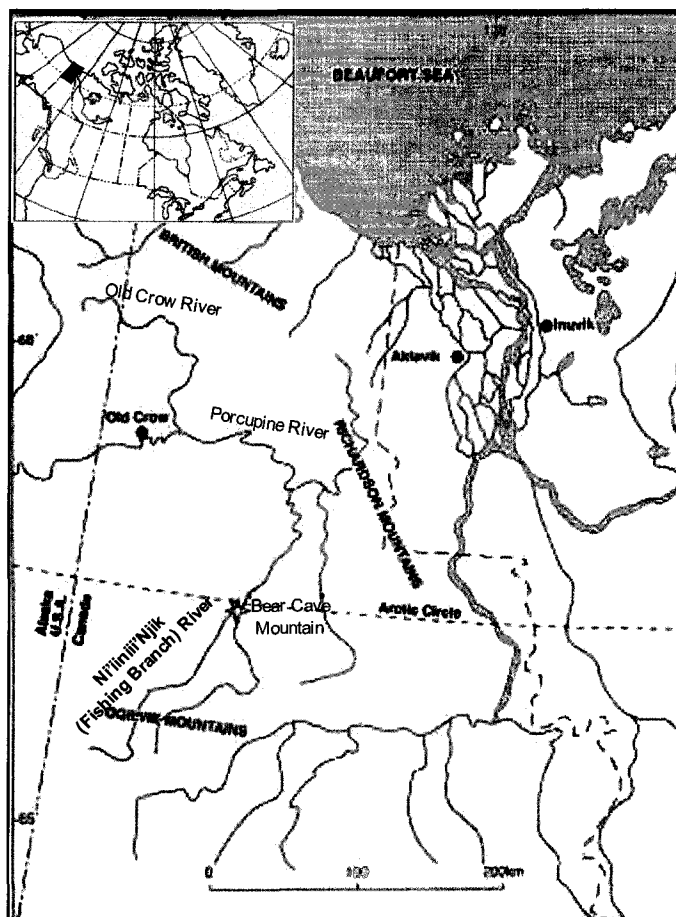 BEAUFORT SEA
BRITISH MOUNTAINS
Old Crow River
Inuvik
Aklavik
Old Crow
Porcupine River
RICHARDSON MOUNTAINS
Alaska
U.S.A.
Canada
Bear Cave
Mountain
Arctic Circle
Ni'iinlii'Njik
(Fishing Branch) River
OGILVIE MOUNTAINS
65°
0
100
200km